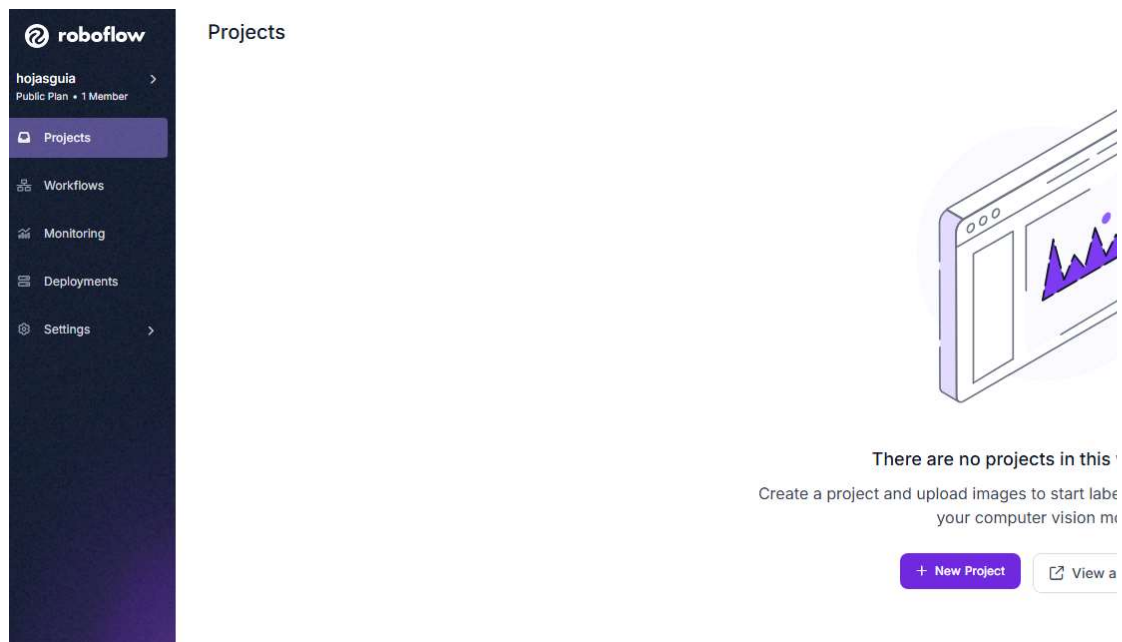 roboflow
Projects
hojasguia
Public Plan • 1 Member
Projects
Workflows
Monitoring
Deployments
Settings
There are no projects in this
Create a project and upload images to start
your computer vision
+ New Project
View